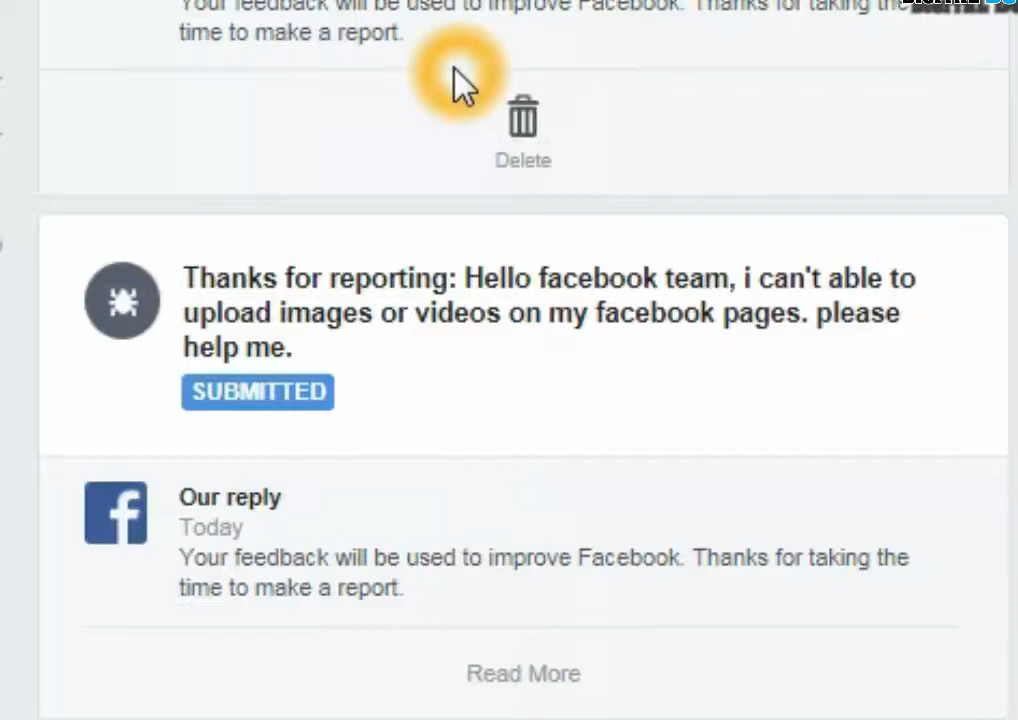 Your feedback will be used to improve Facebook. Thanks for taking the
time to make a report.
Delete
Thanks for reporting: Hello facebook team, i can't able to
upload images or videos on my facebook pages. please
help me.
SUBMITTED
Our reply
Today
Your feedback will be used to improve Facebook. Thanks for taking the
time to make a report.
Read More